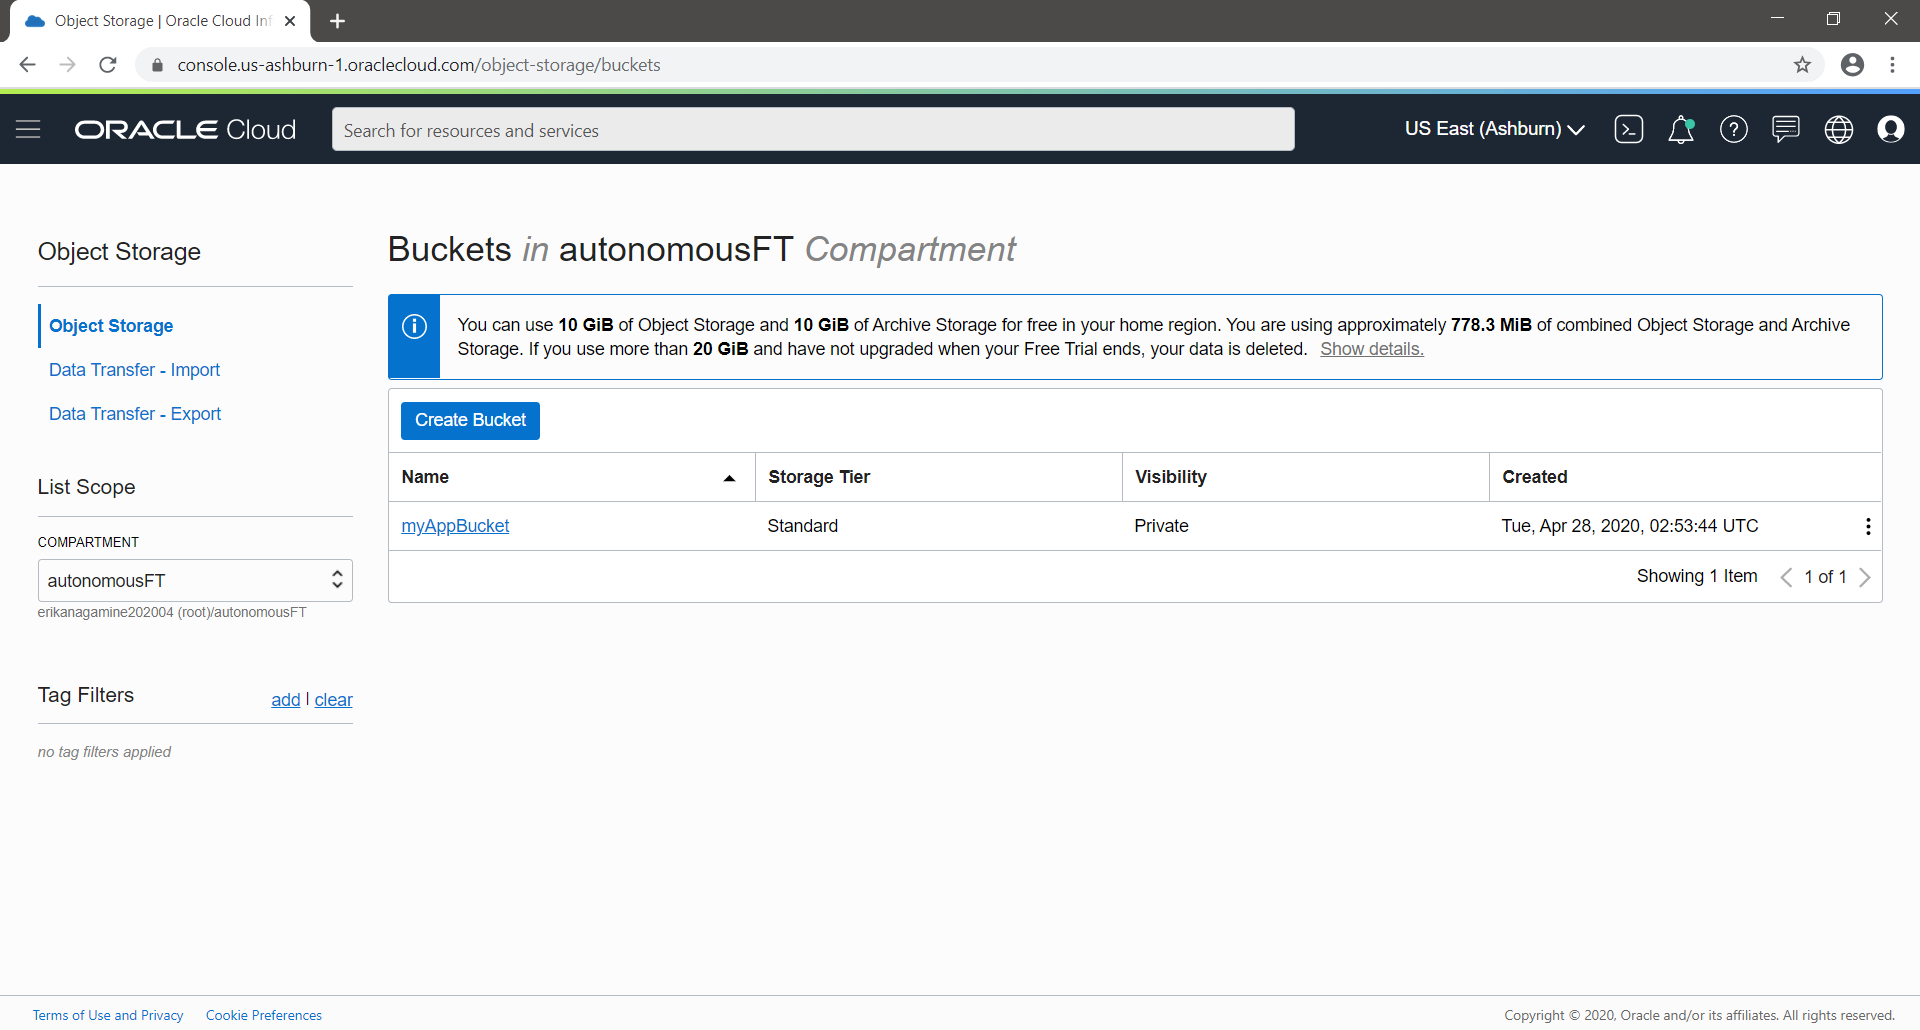 Object Storage | Oracle Cloud Inf
console.us-ashburn-1.oraclecloud.com/object-storage/buckets
ORACLE Cloud
Search for resources and services
US East (Ashburn)
Object Storage
Object Storage
Data Transfer - Import
Data Transfer - Export
List Scope
COMPARTMENT
autonomousFT
erikanagamine202004 (root)/autonomousFT
Tag Filters
add | clear
no tag filters applied
Buckets in autonomousFT Compartment
You can use 10 GiB of Object Storage and 10 GiB of Archive Storage for free in your home region. You are using approximately 778.3 MiB of combined Object Storage and Archive
Storage. If you use more than 20 GiB and have not upgraded when your Free Trial ends, your data is deleted. Show details.
Create Bucket
Name Storage Tier Visibility Created
myAppBucket Standard Private Tue, Apr 28, 2020, 02:53:44 UTC
Showing 1 Item 1 of 1
Terms of Use and Privacy Cookie Preferences
Copyright © 2020, Oracle and/or its affiliates. All rights reserved.